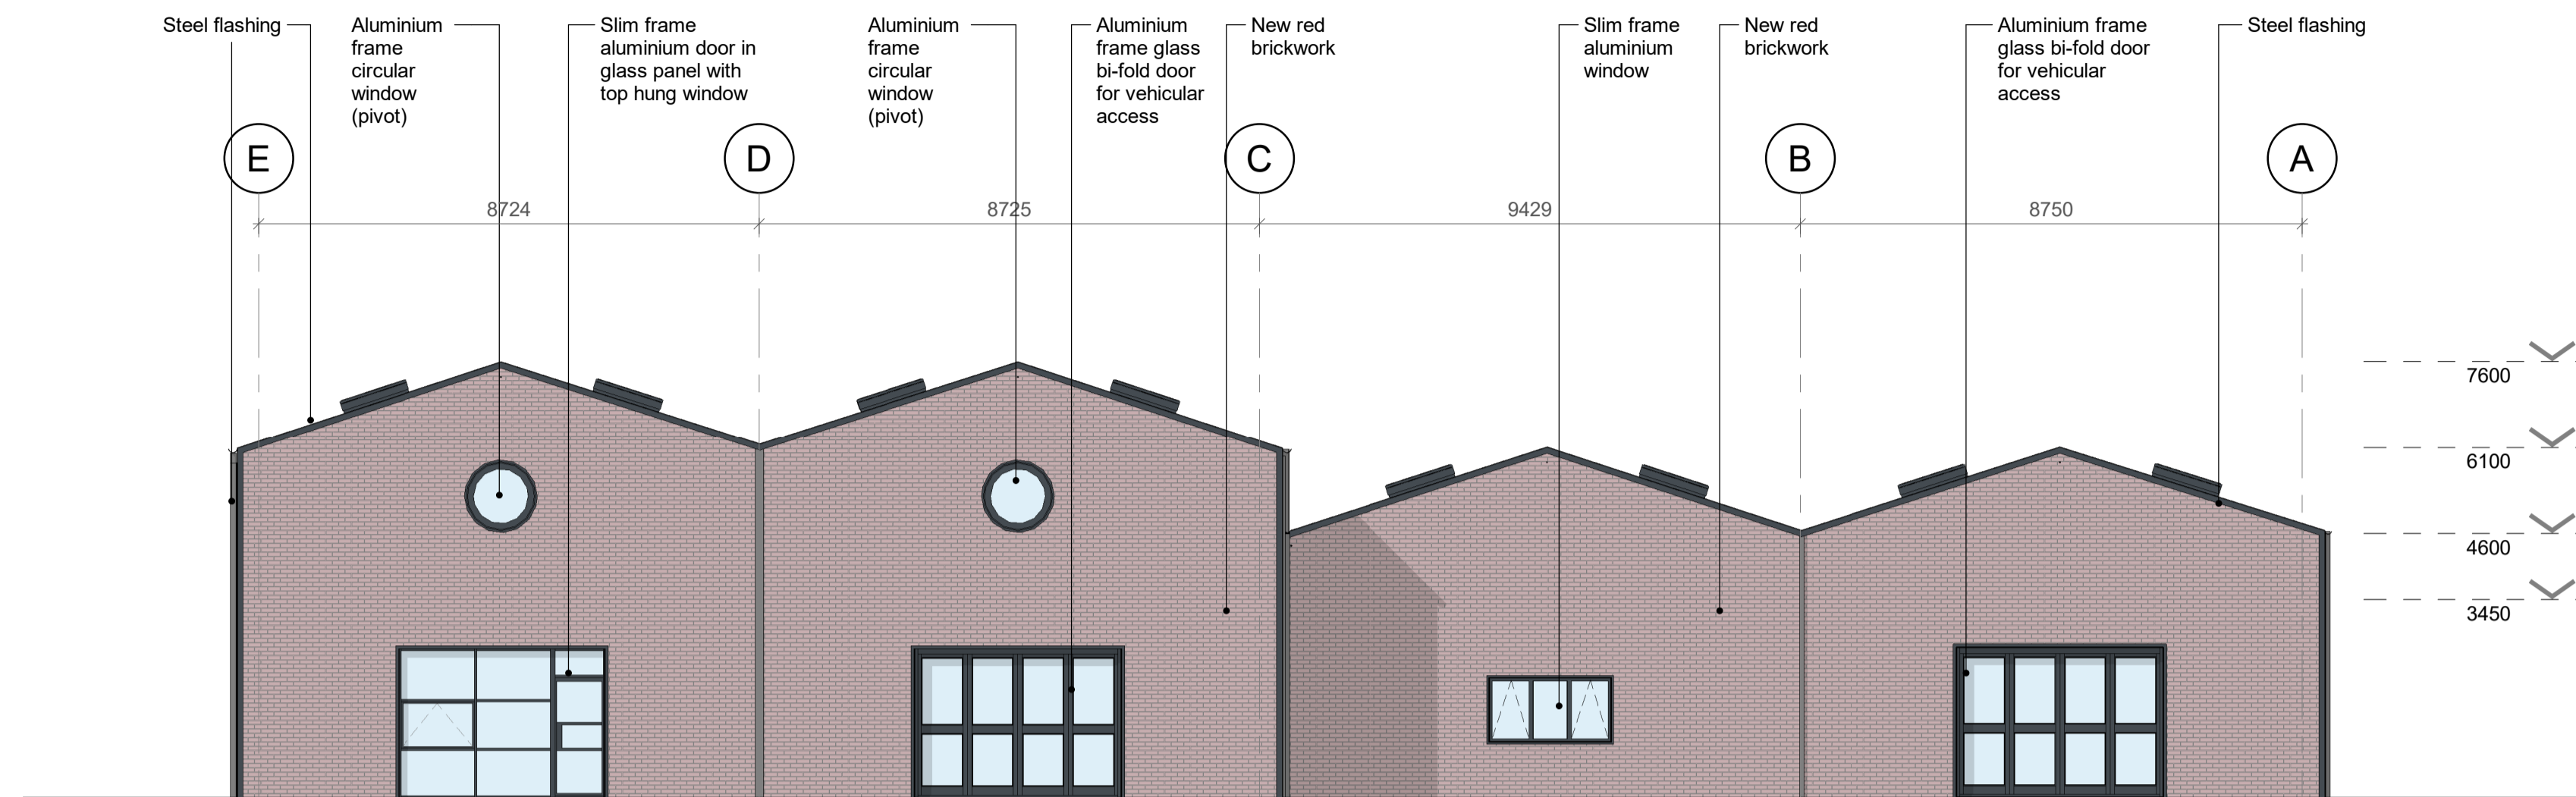 Steel flashing
Aluminium
frame
circular
window
(pivot)
Slim frame
aluminium door in
glass panel with
top hung window
Aluminium
frame
circular
window
(pivot)
Aluminium
frame glass
bi-fold door
for vehicular
access
New red
brickwork
Slim frame
aluminium
window
New red
brickwork
Aluminium frame
glass bi-fold door
for vehicular
access
Steel flashing
E
D
C
B
A
8724
8725
9429
8750
7600
6100
4600
3450